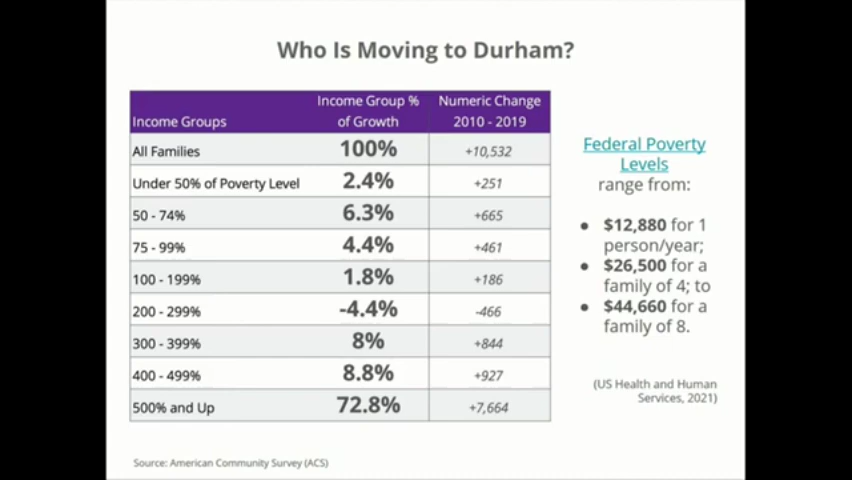 Who Is Moving to Durham?
Income Groups Income Group % of Growth Numeric Change 2010 - 2019
All Families 100% +10,532
Under 50% of Poverty Level 2.4% +251
50 - 74% 6.3% +665
75 - 99% 4.4% +461
100 - 199% 1.8% +186
200 - 299% -4.4% -466
300 - 399% 8% +844
400 - 499% 8.8% +927
500% and Up 72.8% +7,664
Federal Poverty
Levels
range from:
● $12,880 for 1
person/year;
● $26,500 for a
family of 4; to
● $44,660 for a
family of 8.
(US Health and Human
Services, 2021)
Source: American Community Survey (ACS)